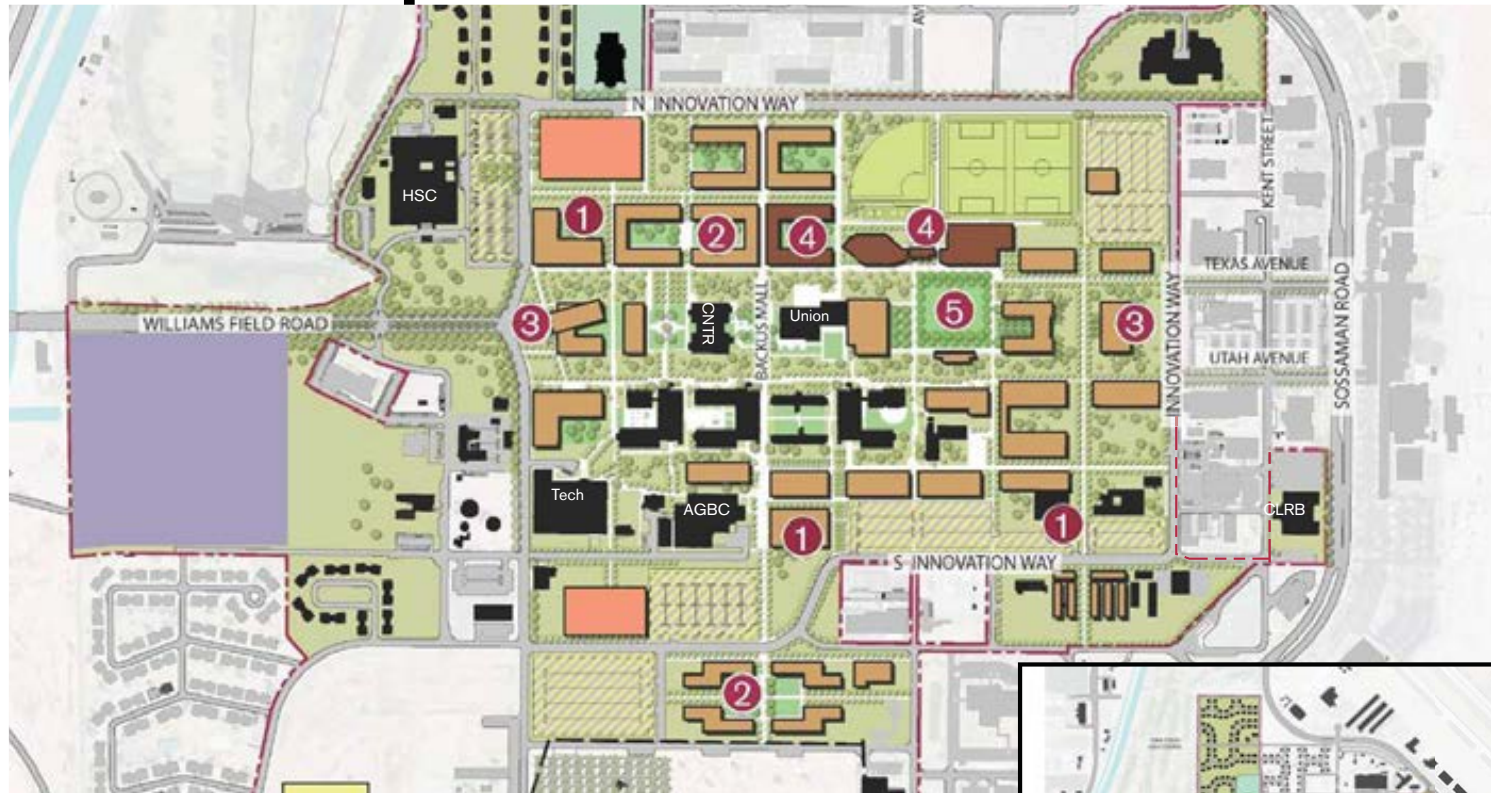 AV
N INNOVATION WAY
KENT STREET
HSC
1
2
4
4
TEXAS AVENUE
INNOVATION WAY
SOSSAMAN ROAD
WILLIAMS FIELD ROAD
3
CNTR
BACKUS MALL
Union
5
3
UTAH AVENUE
Tech
AGBC
1
1
CLRB
S INNOVATION WAY
2